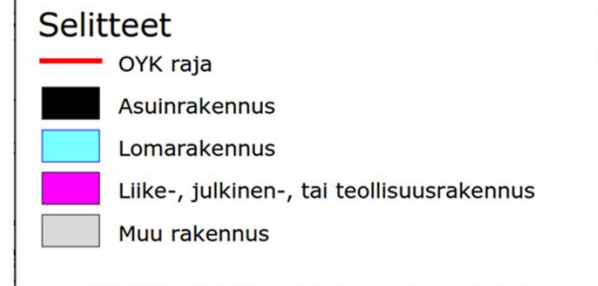 Selitteet
OYK raja
Asuinrakennus
Lomarakennus
Liike-, julkinen-, tai teollisuusrakennus
Muu rakennus